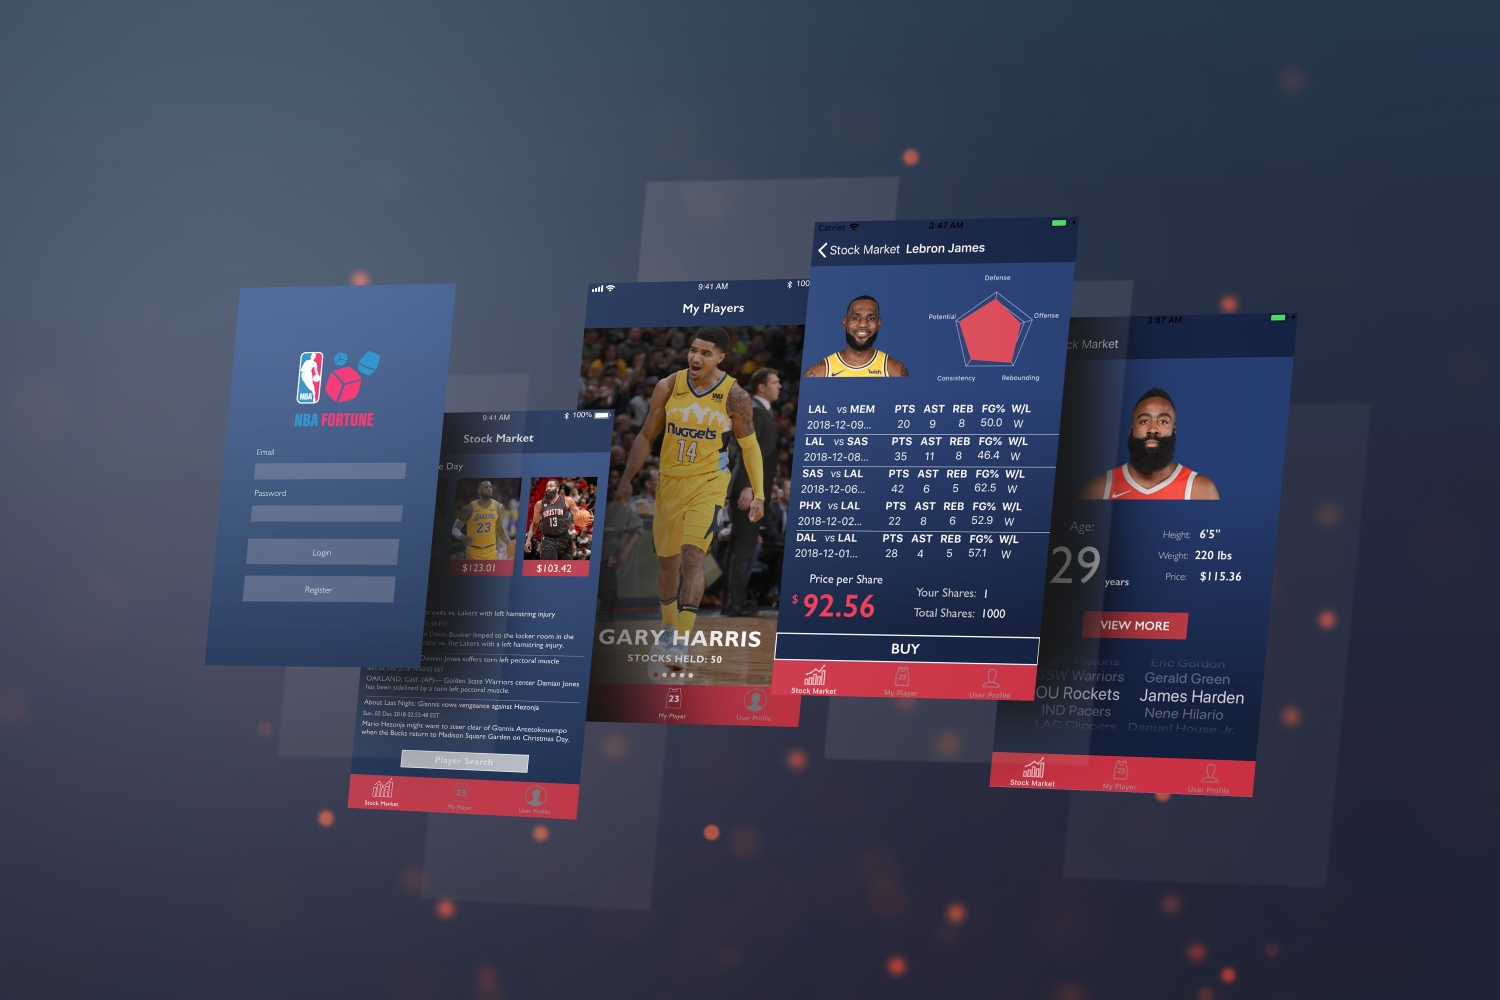 NBA
NBA FORTUNE
Email
Password
Login
Register
9:41 AM
100%
Stock Market
e Day
LAKERS
23
HOUSTON
13
$123.01
$103.42
vs. Lakers with left hamstring injury
Devin Booker limped to the locker room in the
vs. the Lakers with a left hamstring injury.
Damian Jones suffers torn left pectoral muscle
OAKLAND, Calif. (AP)--- Golden State Warriors center Damian Jones
has been sidelined by a torn left pectoral muscle.
About Last Night: Giannis vows vengeance against Hezonja
Sun, 02 Dec 2018 02:55:48 EST
Mario Hezonja might want to steer clear of Giannis Antetokounmpo
when the Bucks return to Madison Square Garden on Christmas Day.
Player Search
Stock Market
23
My Player
User Profile
9:41 AM
100
My Players
WU
Nuggets
14
GARY HARRIS
STOCKS HELD: 50
23
My Player
User Profile
Carrier
3:47 AM
Stock Market Lebron James
wish
Defense
Offense
Rebounding
Consistency
Potential
LAL vs MEM PTS AST REB FG% W/L
2018-12-09... 20 9 8 50.0 W
LAL vs SAS PTS AST REB FG% W/L
2018-12-08... 35 11 8 46.4 W
SAS vs LAL PTS AST REB FG% W/L
2018-12-06... 42 6 5 62.5 W
PHX vs LAL PTS AST REB FG% W/L
2018-12-02... 22 8 6 52.9 W
DAL vs LAL PTS AST REB FG% W/L
2018-12-01... 28 4 5 57.1 W
Price per Share
$ 92.56
Your Shares: 1
Total Shares: 1000
BUY
Stock Market
23
My Player
User Profile
3:57 AM
ck Market
Age:
29 years
Height: 6'5"
Weight: 220 lbs
Price: $115.36
VIEW MORE
Pistons Eric Gordon
GSW Warriors Gerald Green
OU Rockets James Harden
IND Pacers Nene Hilario
LAC Clippers Danuel House Jr.
Stock Market
23
My Player
User Profile